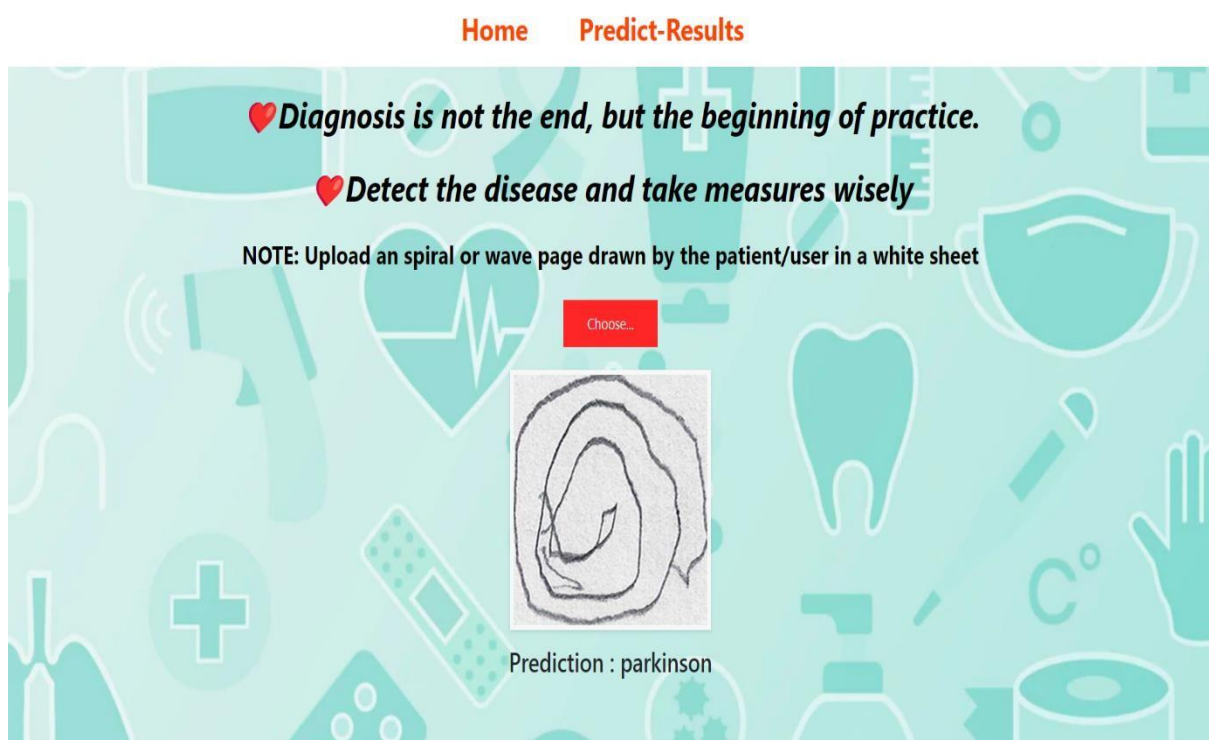 Home Predict-Results
❤️Diagnosis is not the end, but the beginning of practice.
❤️Detect the disease and take measures wisely
NOTE: Upload an spiral or wave page drawn by the patient/user in a white sheet
Choose...
C°
Prediction : parkinson